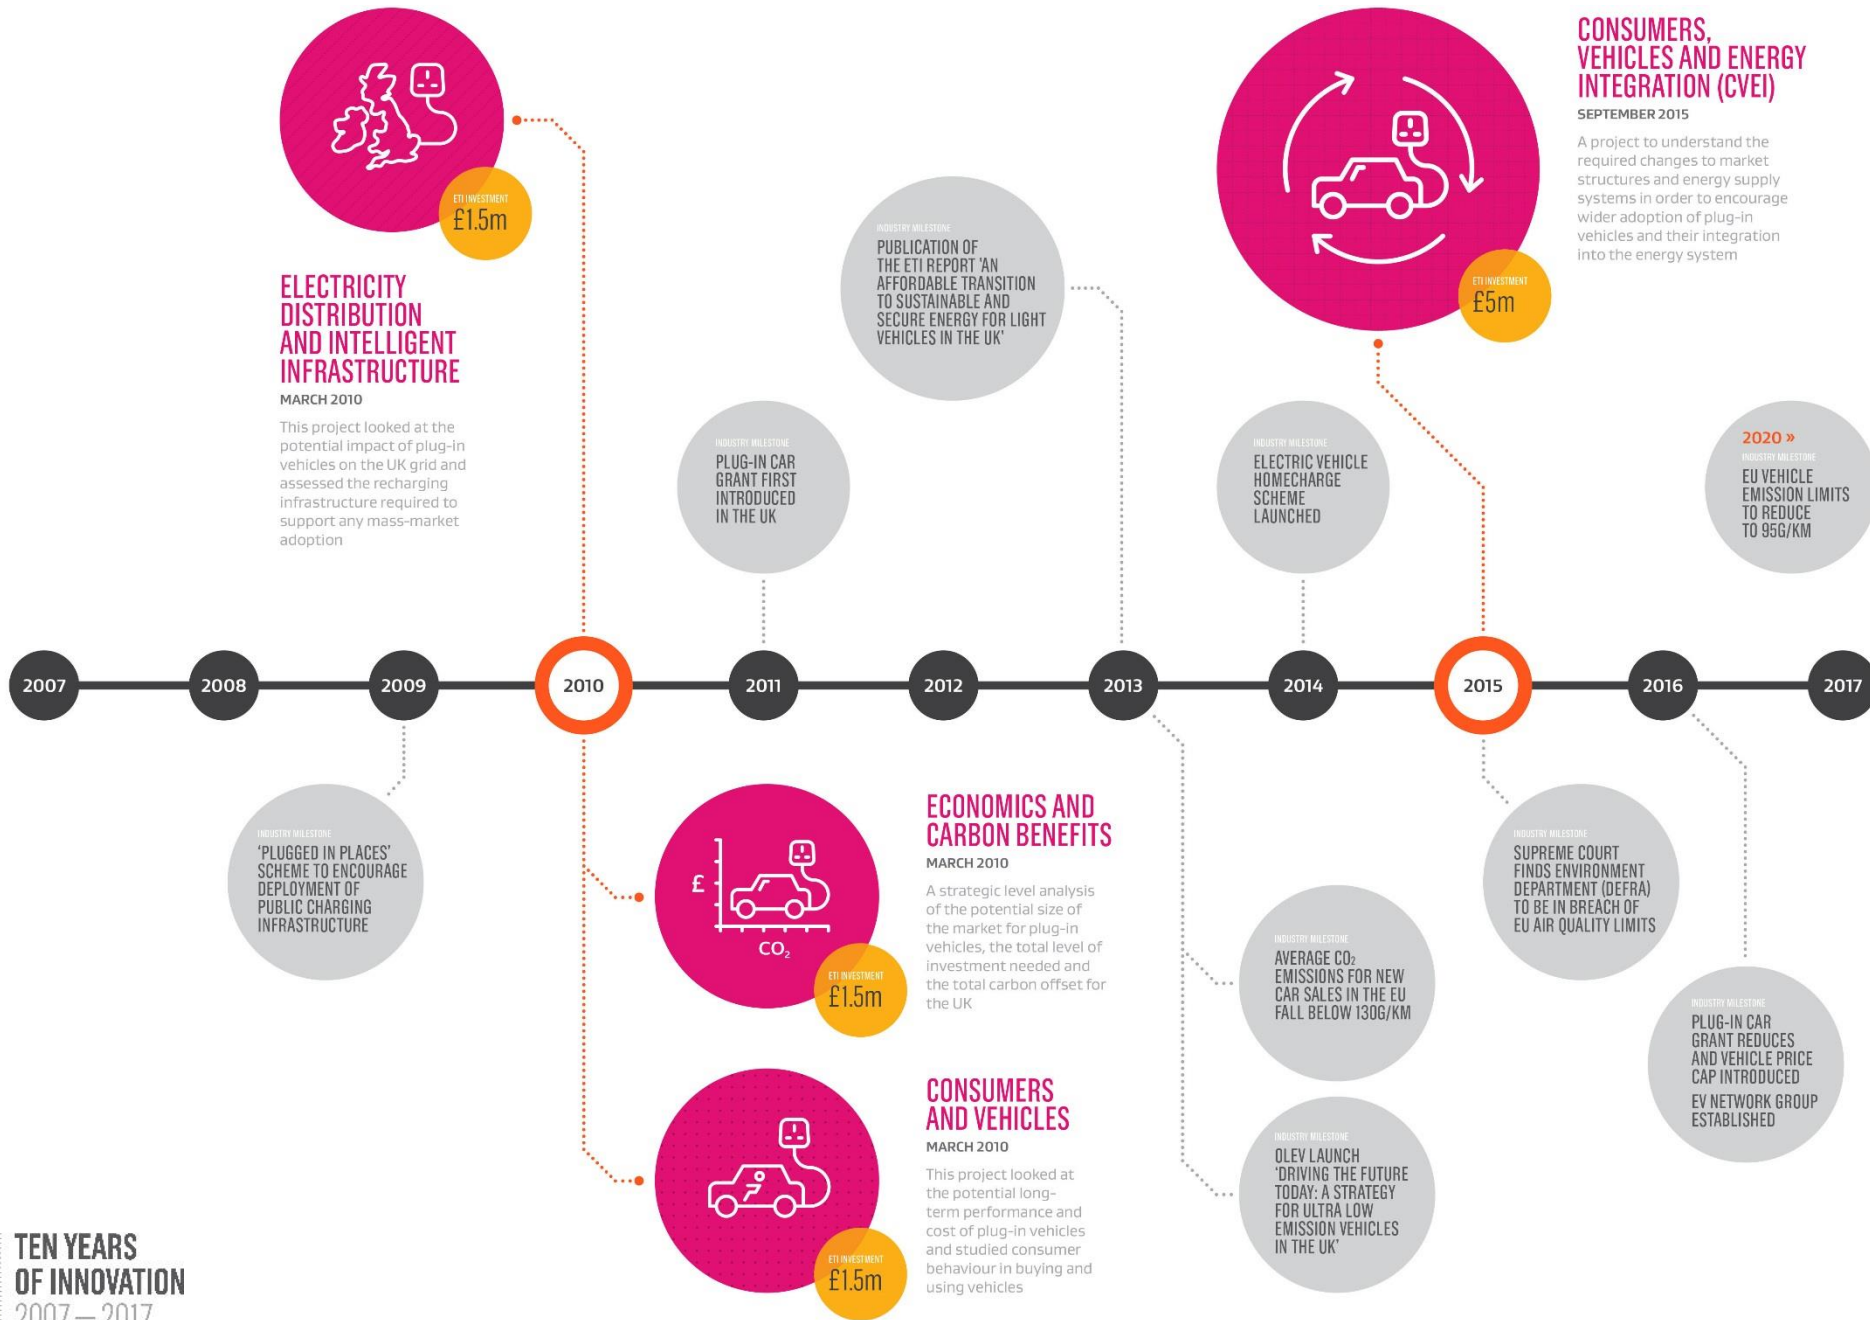 ETI INVESTMENT
£1.5m
ELECTRICITY
DISTRIBUTION
AND INTELLIGENT
INFRASTRUCTURE
MARCH 2010
This project looked at the
potential impact of plug-in
vehicles on the UK grid and
assessed the recharging
infrastructure required to
support any mass-market
adoption
INDUSTRY MILESTONE
PLUG-IN CAR
GRANT FIRST
INTRODUCED
IN THE UK
INDUSTRY MILESTONE
PUBLICATION OF
THE ETI REPORT 'AN
AFFORDABLE TRANSITION
TO SUSTAINABLE AND
SECURE ENERGY FOR LIGHT
VEHICLES IN THE UK'
INDUSTRY MILESTONE
ELECTRIC VEHICLE
HOMECHARGE
SCHEME
LAUNCHED
ETI INVESTMENT
£5m
CONSUMERS,
VEHICLES AND ENERGY
INTEGRATION (CVEI)
SEPTEMBER 2015
A project to understand the
required changes to market
structures and energy supply
systems in order to encourage
wider adoption of plug-in
vehicles and their integration
into the energy system
2020 »
INDUSTRY MILESTONE
EU VEHICLE
EMISSION LIMITS
TO REDUCE
TO 95G/KM
2007
2008
2009
2010
2011
2012
2013
2014
2015
2016
2017
INDUSTRY MILESTONE
'PLUGGED IN PLACES'
SCHEME TO ENCOURAGE
DEPLOYMENT OF
PUBLIC CHARGING
INFRASTRUCTURE
£
CO₂
ETI INVESTMENT
£1.5m
ECONOMICS AND
CARBON BENEFITS
MARCH 2010
A strategic level analysis
of the potential size of
the market for plug-in
vehicles, the total level of
investment needed and
the total carbon offset for
the UK
ETI INVESTMENT
£1.5m
CONSUMERS
AND VEHICLES
MARCH 2010
This project looked at
the potential long-
term performance and
cost of plug-in vehicles
and studied consumer
behaviour in buying and
using vehicles
INDUSTRY MILESTONE
AVERAGE CO₂
EMISSIONS FOR NEW
CAR SALES IN THE EU
FALL BELOW 130G/KM
INDUSTRY MILESTONE
OLEV LAUNCH
'DRIVING THE FUTURE
TODAY: A STRATEGY
FOR ULTRA LOW
EMISSION VEHICLES
IN THE UK'
INDUSTRY MILESTONE
SUPREME COURT
FINDS ENVIRONMENT
DEPARTMENT (DEFRA)
TO BE IN BREACH OF
EU AIR QUALITY LIMITS
INDUSTRY MILESTONE
PLUG-IN CAR
GRANT REDUCES
AND VEHICLE PRICE
CAP INTRODUCED
EV NETWORK GROUP
ESTABLISHED
TEN YEARS
OF INNOVATION
2007 — 2017